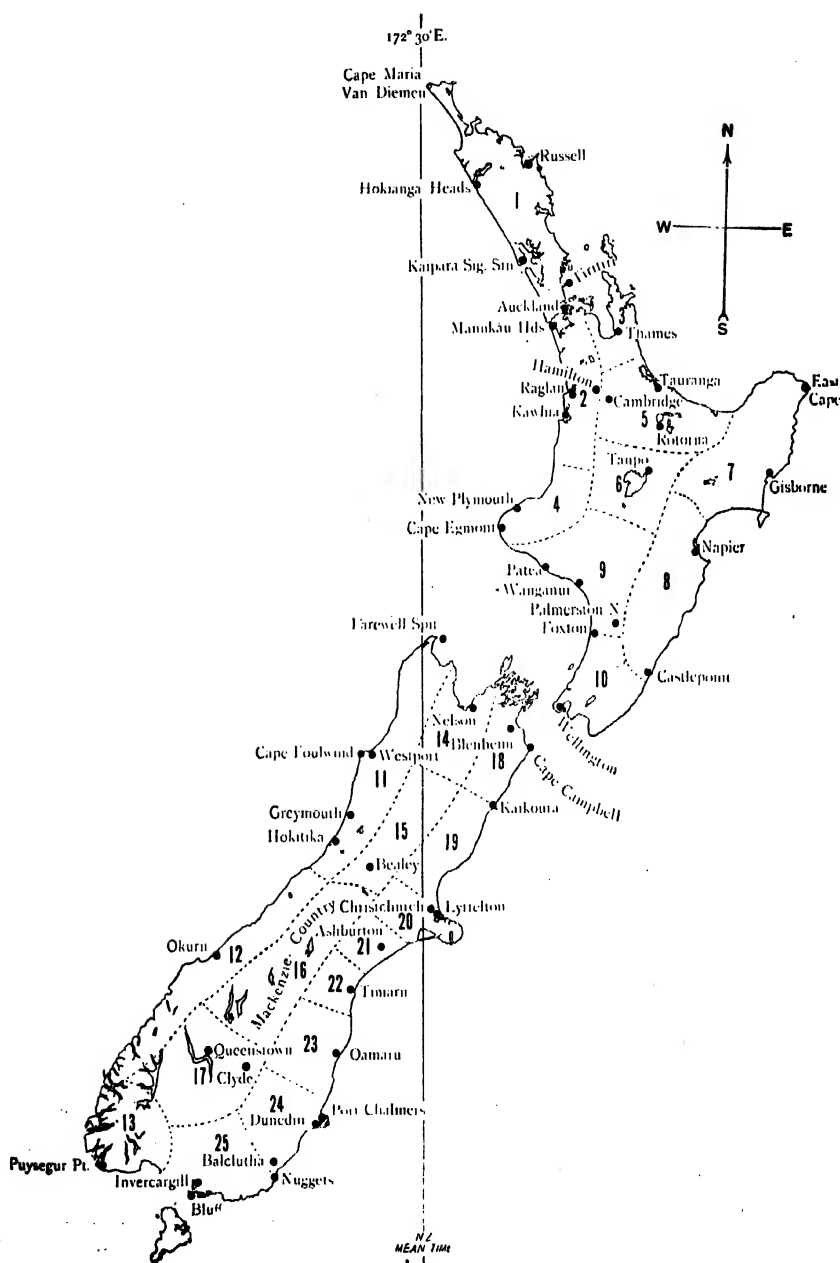 172° 30' E.
Cape Maria
Van Diemen
N
Russell
Hokianga Heads
1
W
E
Kaipara Sig. Stn
Tiritiri
S
Auckland
3
Manukau Hds
Thames
Hamilton
Tauranga
East
Cape
Raglan
2
Cambridge
Kawhia
5
Rotorua
Taupo
7
6
Gisborne
New Plymouth
4
Cape Egmont
Napier
Patea
9
8
Wanganui
Palmerston N
Foxton
Farewell Spit
10
Castlepoint
Nelson
Wellington
14
Blenheim
18
Cape Foulwind
Westport
11
Cape Campbell
Kaikoura
Greymouth
15
Hokitika
19
Bealey
Christchurch
Lyttelton
Mackenzie Country
20
Ashburton
21
Okuru
12
16
22
Timaru
Queenstown
23
Oamaru
17
Clyde
24
Port Chalmers
Dunedin
13
25
Puysegur Pt.
Balclutha
Invercargill
Nuggets
Bluff
N Z
MEAN TIME